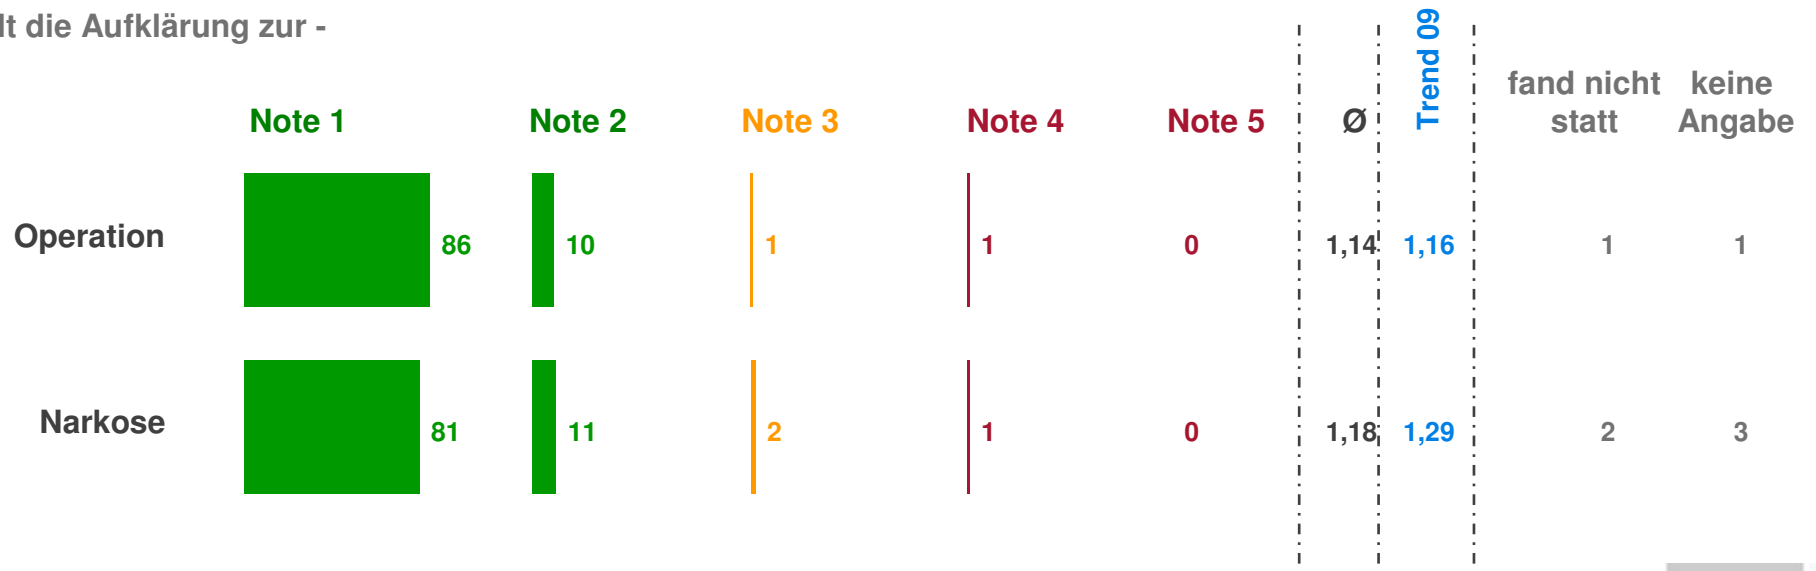 die Aufklärung zur -
Trend 09
fand nicht keine
Note 1 Note 2 Note 3 Note 4 Note 5 Ø statt Angabe
Operation 86 10 1 1 0 1,14 1,16 1 1
Narkose 81 11 2 1 0 1,18 1,29 2 3